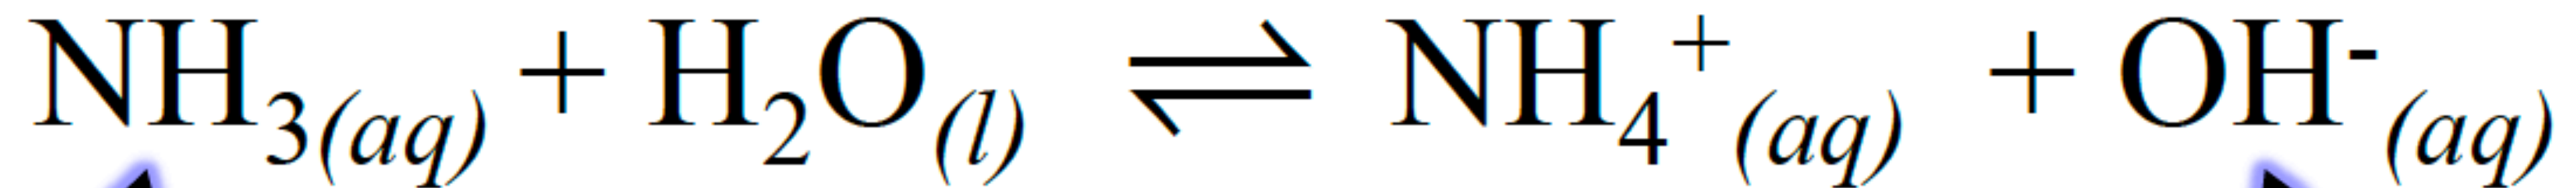 NH₃(aq) + H₂O(l) ⇌ NH₄⁺(aq) + OH⁻(aq)